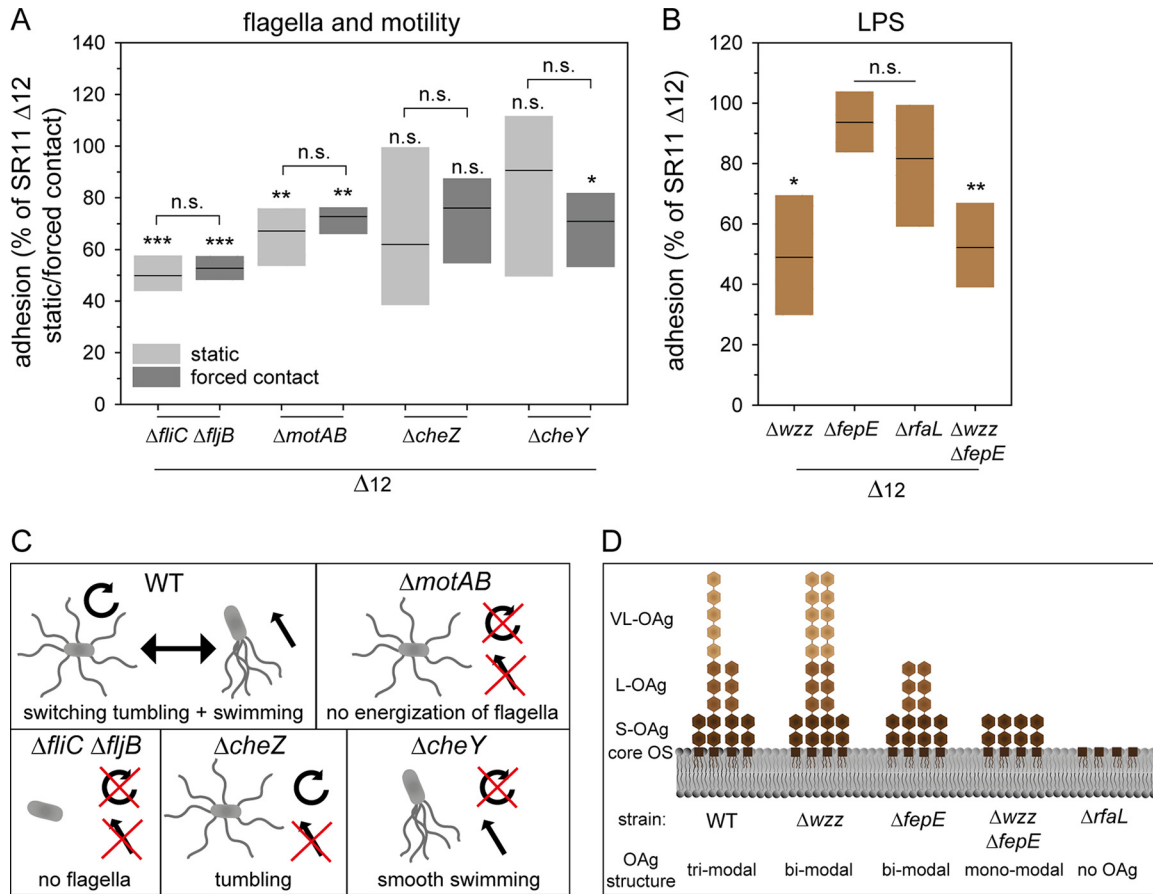 A
flagella and motility
adhesion (% of SR11 Δ12
static/forced contact)
140
120
100
80
60
40
20
0
n.s.
***
***
n.s.
**
**
n.s.
n.s.
n.s.
n.s.
n.s.
*
static
forced contact
ΔfliC ΔfljB
ΔmotAB
ΔcheZ
ΔcheY
Δ12
B
LPS
adhesion (% of SR11 Δ12)
120
100
80
60
40
20
0
n.s.
*
**
Δwzz
ΔfepE
ΔrfaL
Δwzz
ΔfepE
Δ12
C
WT
switching tumbling + swimming
ΔmotAB
no energization of flagella
ΔfliC ΔfljB
no flagella
ΔcheZ
tumbling
ΔcheY
smooth swimming
D
VL-OAg
L-OAg
S-OAg
core OS
strain:
WT
Δwzz
ΔfepE
Δwzz
ΔfepE
ΔrfaL
OAg
structure
tri-modal
bi-modal
bi-modal
mono-modal
no OAg